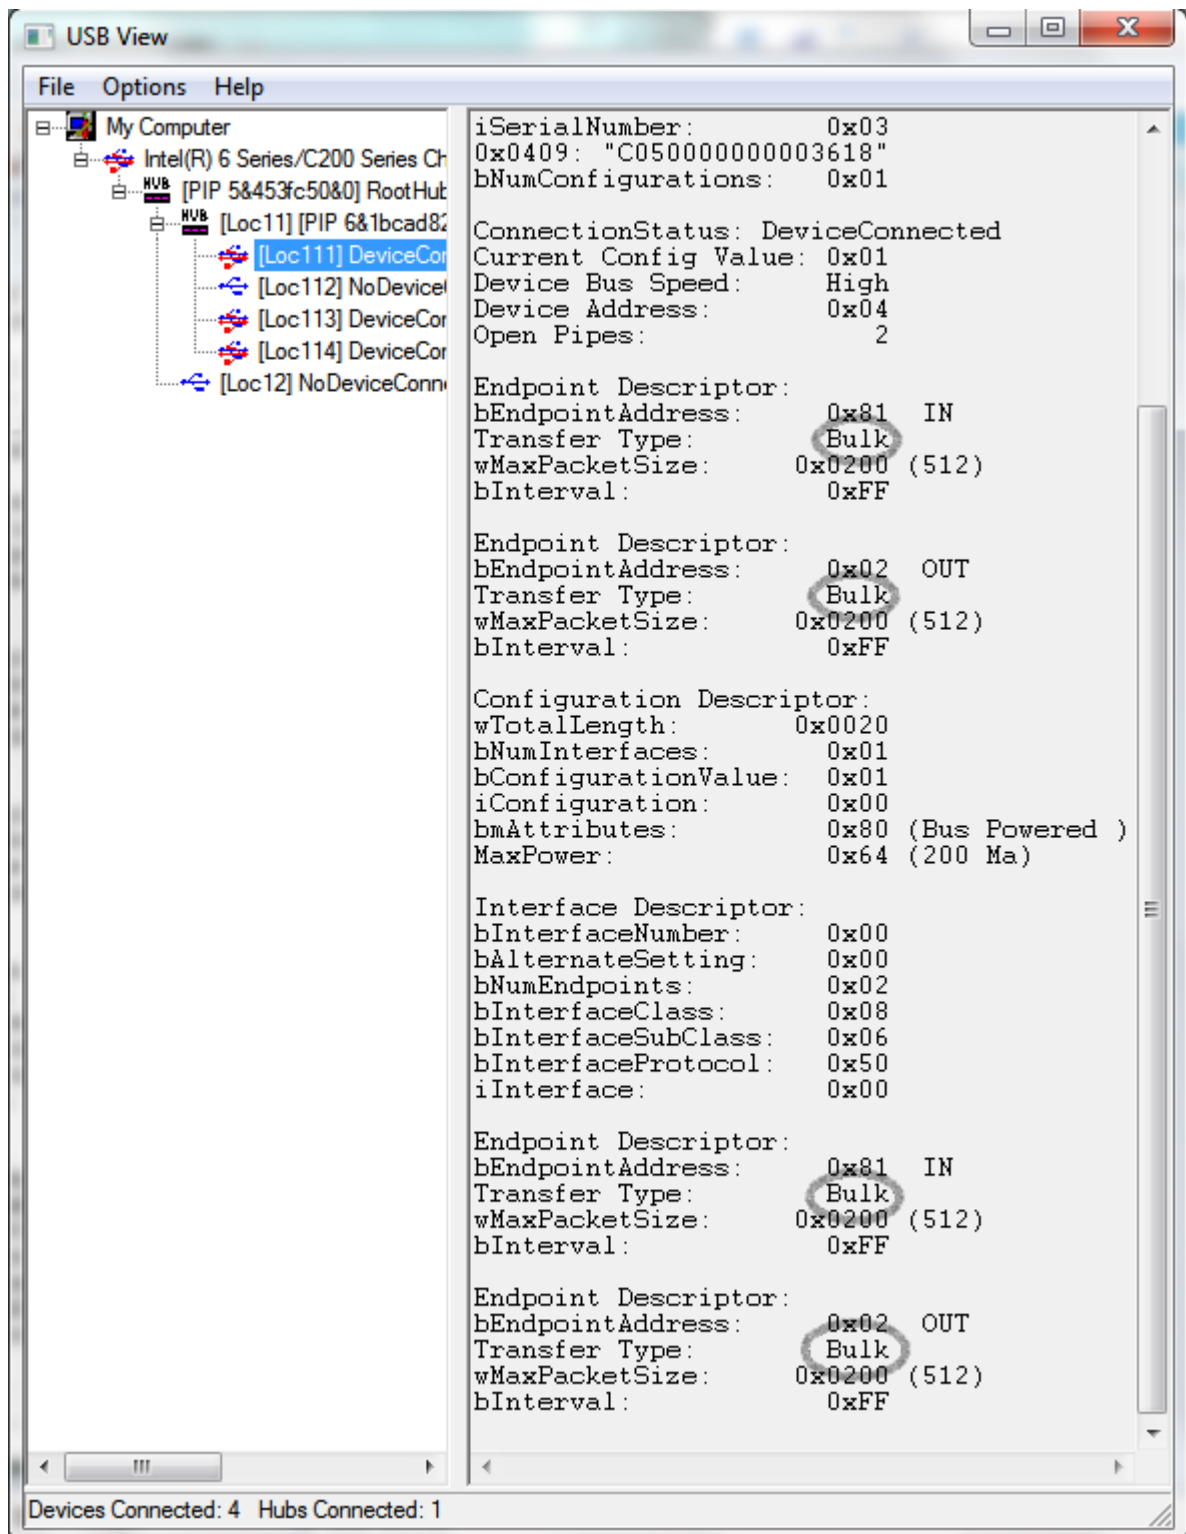 USB View
File Options Help
My Computer
Intel(R) 6 Series/C200 Series Ch
[PIP 5&453fc50&0] RootHub
[Loc11] [PIP 6&1bcad82
[Loc111] DeviceCon
[Loc112] NoDevice
[Loc113] DeviceCon
[Loc114] DeviceCon
[Loc12] NoDeviceConn
iSerialNumber: 0x03
0x0409: "C050000000003618"
bNumConfigurations: 0x01
ConnectionStatus: DeviceConnected
Current Config Value: 0x01
Device Bus Speed: High
Device Address: 0x04
Open Pipes: 2
Endpoint Descriptor:
bEndpointAddress: 0x81 IN
Transfer Type: Bulk
wMaxPacketSize: 0x0200 (512)
bInterval: 0xFF
Endpoint Descriptor:
bEndpointAddress: 0x02 OUT
Transfer Type: Bulk
wMaxPacketSize: 0x0200 (512)
bInterval: 0xFF
Configuration Descriptor:
wTotalLength: 0x0020
bNumInterfaces: 0x01
bConfigurationValue: 0x01
iConfiguration: 0x00
bmAttributes: 0x80 (Bus Powered )
MaxPower: 0x64 (200 Ma)
Interface Descriptor:
bInterfaceNumber: 0x00
bAlternateSetting: 0x00
bNumEndpoints: 0x02
bInterfaceClass: 0x08
bInterfaceSubClass: 0x06
bInterfaceProtocol: 0x50
iInterface: 0x00
Endpoint Descriptor:
bEndpointAddress: 0x81 IN
Transfer Type: Bulk
wMaxPacketSize: 0x0200 (512)
bInterval: 0xFF
Endpoint Descriptor:
bEndpointAddress: 0x02 OUT
Transfer Type: Bulk
wMaxPacketSize: 0x0200 (512)
bInterval: 0xFF
Devices Connected: 4 Hubs Connected: 1